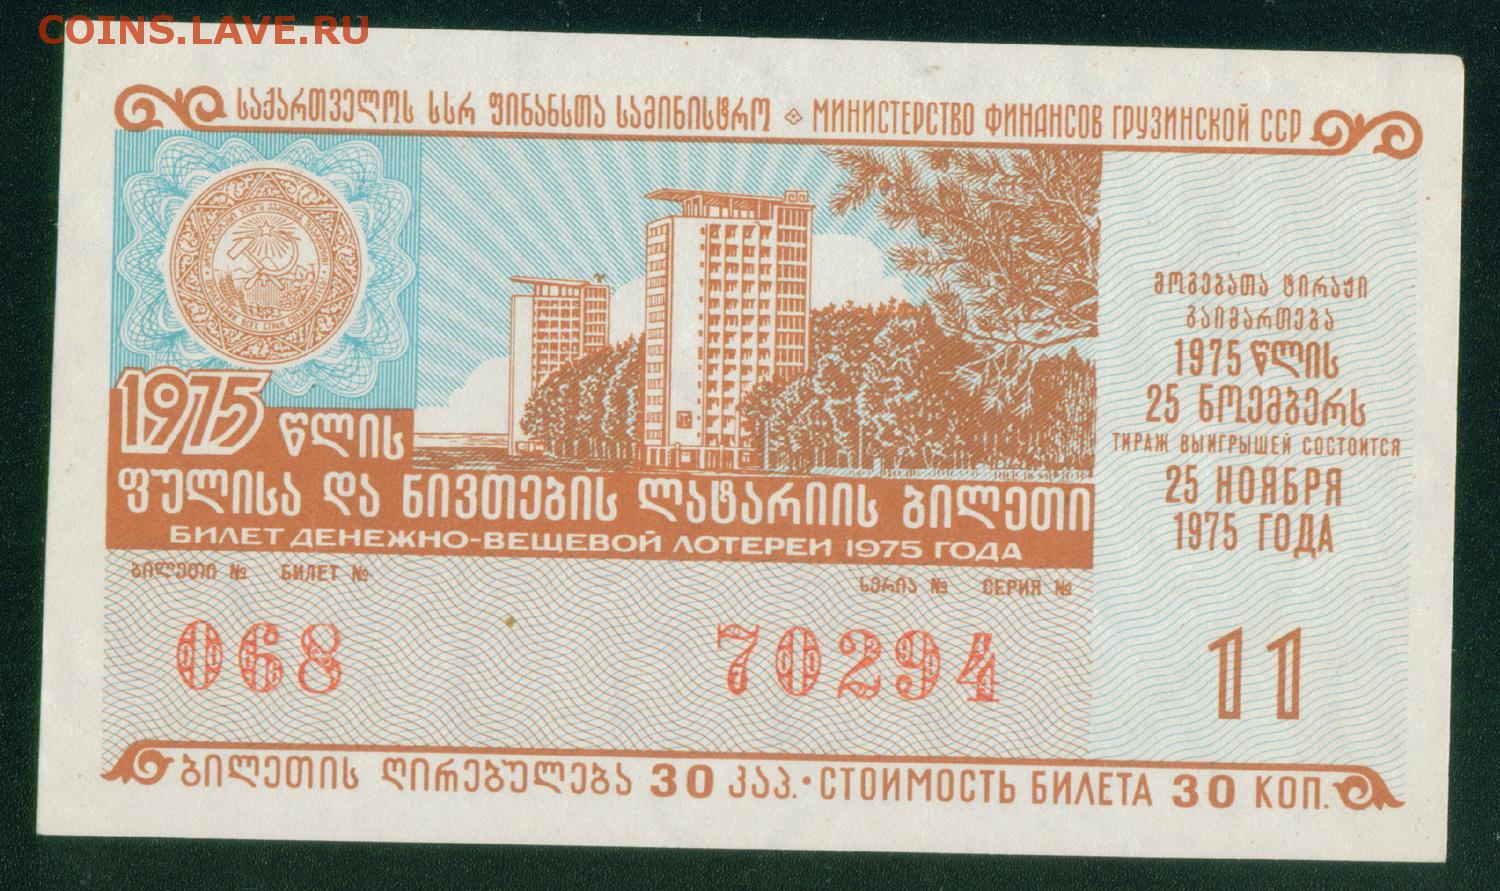 COINS.LAVE.RU
საქართველოს სსრ ფინანსთა სამინისტრო ◈ МИНИСТЕРСТВО ФИНАНСОВ ГРУЗИНСКОЙ ССР
1975 წლის
ფულისა და ნივთების ლატარიის ბილეთი
БИЛЕТ ДЕНЕЖНО-ВЕЩЕВОЙ ЛОТЕРЕИ 1975 ГОДА
ბილეთი № БИЛЕТ № სერია № СЕРИЯ №
068 70294
მოგებათა ტირაჟი
გაიმართება
1975 წლის
25 ნოემბერს
ТИРАЖ ВЫИГРЫШЕЙ СОСТОИТСЯ
25 НОЯБРЯ
1975 ГОДА
11
ბილეთის ღირებულება 30 კაპ. • СТОИМОСТЬ БИЛЕТА 30 КОП.